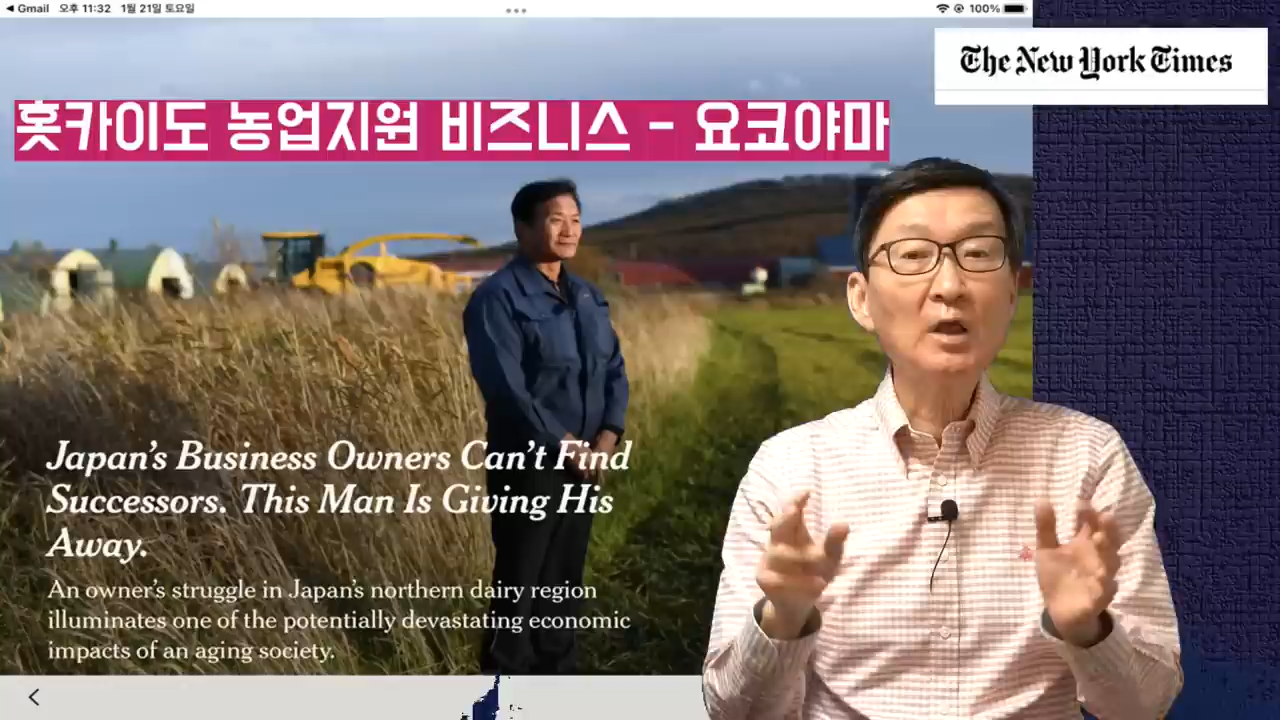 Gmail 오후 11:32 1월 21일 토요일
100%
The New York Times
홋카이도 농업지원 비즈니스 - 요코야마
Japan’s Business Owners Can’t Find
Successors. This Man Is Giving His
Away.
An owner’s struggle in Japan’s northern dairy region
illuminates one of the potentially devastating economic
impacts of an aging society.